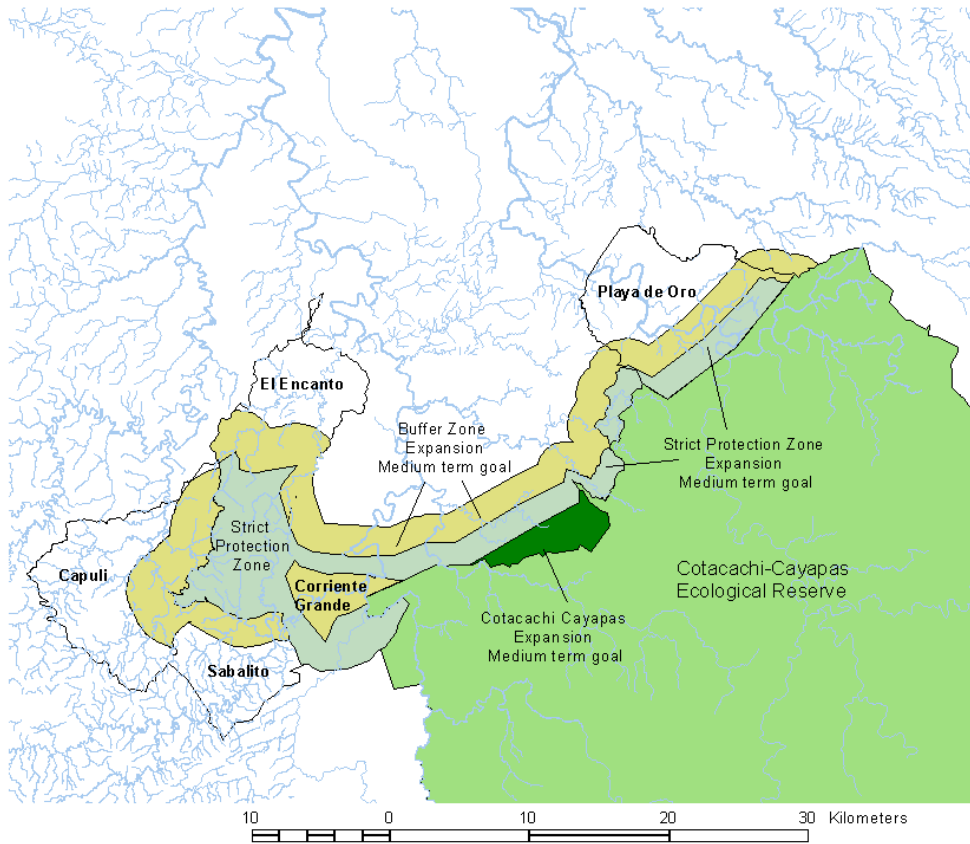 Playa de Oro
El Encanto
Buffer Zone
Expansion
Medium term goal
Strict Protection Zone
Expansion
Medium term goal
Strict
Protection
Zone
Capuli
Corriente
Grande
Cotacachi-Cayapas
Ecological Reserve
Cotacachi Cayapas
Expansion
Medium term goal
Sabalito
10 0 10 20 30 Kilometers